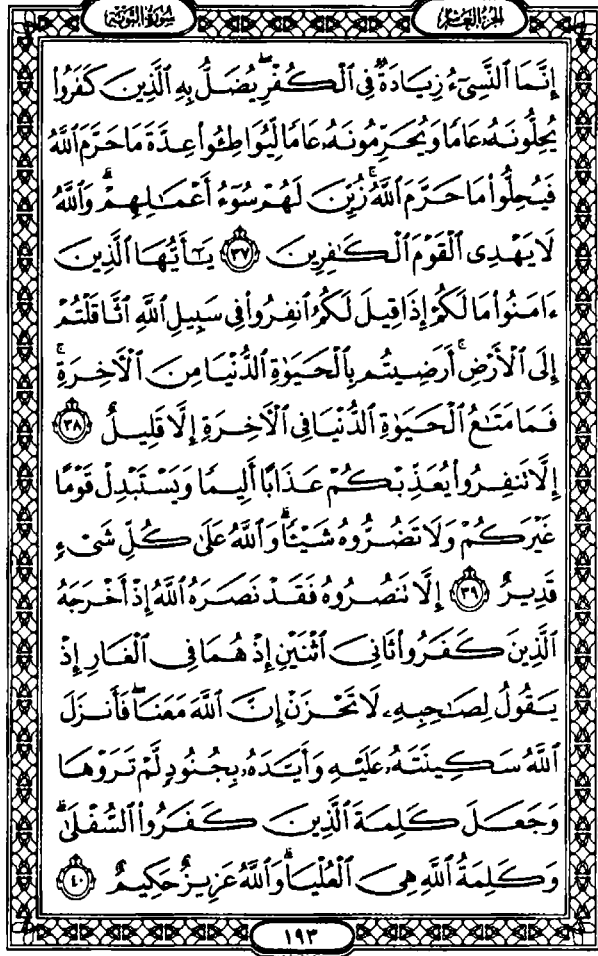 سُورَةُ التَّوْبَةِ
الجزء العاشر
إِنَّمَا ٱلنَّسِىٓءُ زِيَادَةٌ فِى ٱلْكُفْرِ ۖ يُضَلُّ بِهِ ٱلَّذِينَ كَفَرُوا۟
يُحِلُّونَهُۥ عَامًا وَيُحَرِّمُونَهُۥ عَامًا لِّيُوَاطِـُٔوا۟ عِدَّةَ مَا حَرَّمَ ٱللَّهُ
فَيُحِلُّوا۟ مَا حَرَّمَ ٱللَّهُ ۚ زُيِّنَ لَهُمْ سُوٓءُ أَعْمَـٰلِهِمْ ۗ وَٱللَّهُ
لَا يَهْدِى ٱلْقَوْمَ ٱلْكَـٰفِرِينَ ٣٧ يَـٰٓأَيُّهَا ٱلَّذِينَ
ءَامَنُوا۟ مَا لَكُمْ إِذَا قِيلَ لَكُمُ ٱنفِرُوا۟ فِى سَبِيلِ ٱللَّهِ ٱثَّاقَلْتُمْ
إِلَى ٱلْأَرْضِ ۚ أَرَضِيتُم بِٱلْحَيَوٰةِ ٱلدُّنْيَا مِنَ ٱلْـَٔاخِرَةِ ۚ
فَمَا مَتَـٰعُ ٱلْحَيَوٰةِ ٱلدُّنْيَا فِى ٱلْـَٔاخِرَةِ إِلَّا قَلِيلٌ ٣٨
إِلَّا تَنفِرُوا۟ يُعَذِّبْكُمْ عَذَابًا أَلِيمًا وَيَسْتَبْدِلْ قَوْمًا
غَيْرَكُمْ وَلَا تَضُرُّوهُ شَيْـًٔا ۗ وَٱللَّهُ عَلَىٰ كُلِّ شَىْءٍ
قَدِيرٌ ٣٩ إِلَّا تَنصُرُوهُ فَقَدْ نَصَرَهُ ٱللَّهُ إِذْ أَخْرَجَهُ
ٱلَّذِينَ كَفَرُوا۟ ثَانِىَ ٱثْنَيْنِ إِذْ هُمَا فِى ٱلْغَارِ إِذْ
يَقُولُ لِصَـٰحِبِهِۦ لَا تَحْزَنْ إِنَّ ٱللَّهَ مَعَنَا ۖ فَأَنزَلَ
ٱللَّهُ سَكِينَتَهُۥ عَلَيْهِ وَأَيَّدَهُۥ بِجُنُودٍ لَّمْ تَرَوْهَا
وَجَعَلَ كَلِمَةَ ٱلَّذِينَ كَفَرُوا۟ ٱلسُّفْلَىٰ ۗ
وَكَلِمَةُ ٱللَّهِ هِىَ ٱلْعُلْيَا ۗ وَٱللَّهُ عَزِيزٌ حَكِيمٌ ٤٠
١٩٣